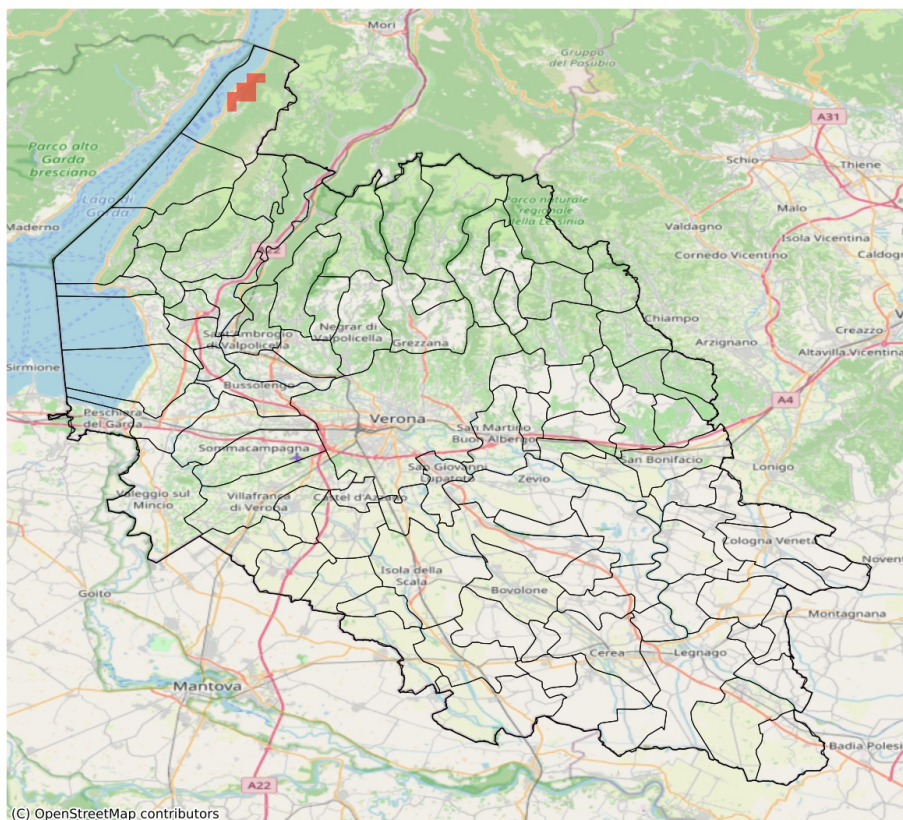 Mori
Gruppo
del Pasubio
A31
Schio
Thiene
Parco alto
Garda
bresciano
Lago di
Garda
Parco naturale
regionale
della Lessinia
Malo
Maderno
Valdagno
Isola Vicentina
Cornedo Vicentino
Caldog
A22
Chiampo
Sant'Ambrogio
di Valpolicella
Negrar di
Valpolicella
Grezzana
Creazzo
Arzignano
Altavilla Vicentina
Sirmione
Bussolengo
A4
Peschiera
del Garda
Verona
San Martino
Buon Albergo
Sommacampagna
San Bonifacio
Lonigo
San Giovanni
Lupatoto
Zevio
Valeggio sul
Mincio
Villafranca
di Verona
Castel d'Azzano
Cologna Veneta
Novent
Isola della
Scala
Goito
Bovolone
Montagnana
Cerea
Legnago
Mantova
Badia Polesi
A22
(C) OpenStreetMap contributors